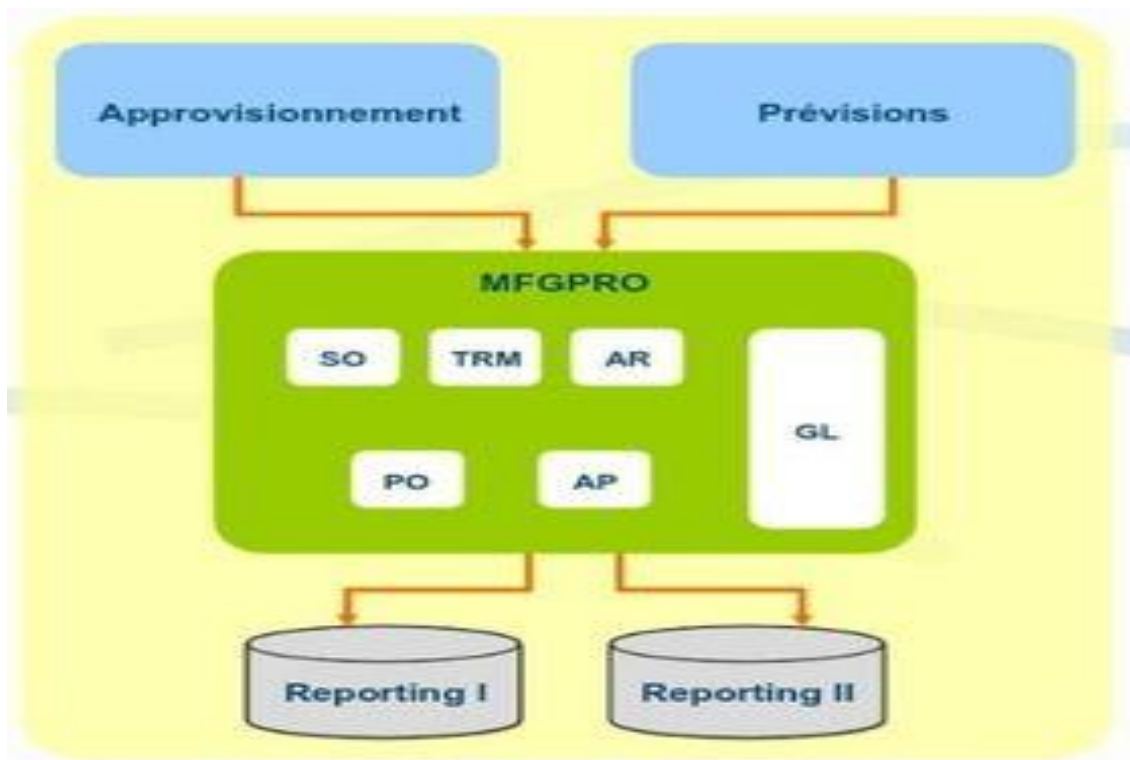 Approvisionnement
Prévisions
MFGPRO
SO
TRM
AR
GL
PO
AP
Reporting I
Reporting II